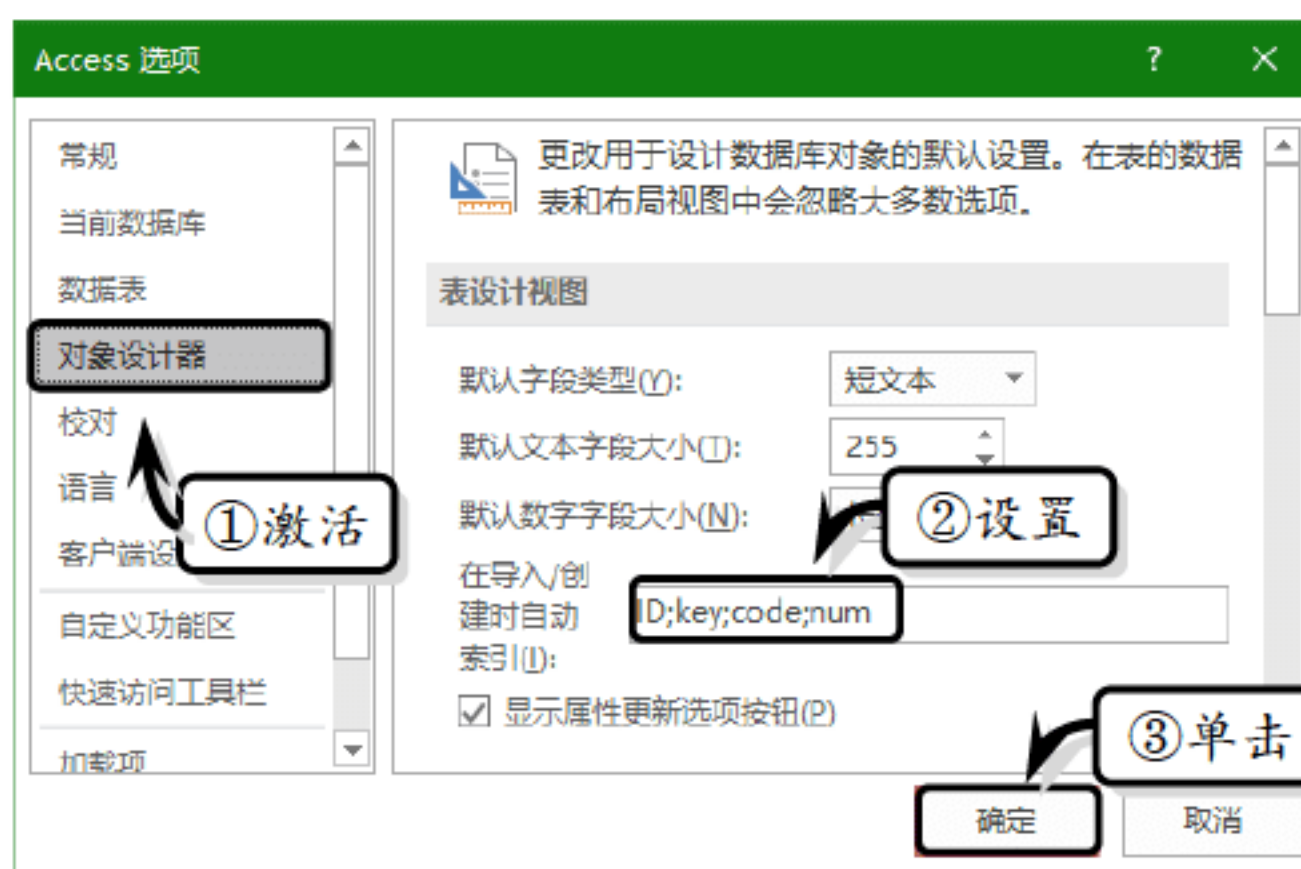 Access 选项
?
常规
当前数据库
数据表
对象设计器
校对
语言
客户端设
自定义功能区
快速访问工具栏
加载项
①激活
更改用于设计数据库对象的默认设置。在表的数据
表和布局视图中会忽略大多数选项。
表设计视图
默认字段类型(Y):
短文本
默认文本字段大小(T):
255
默认数字字段大小(N):
②设置
在导入/创
建时自动
索引(I):
ID;key;code;num
显示属性更新选项按钮(P)
③单击
确定
取消